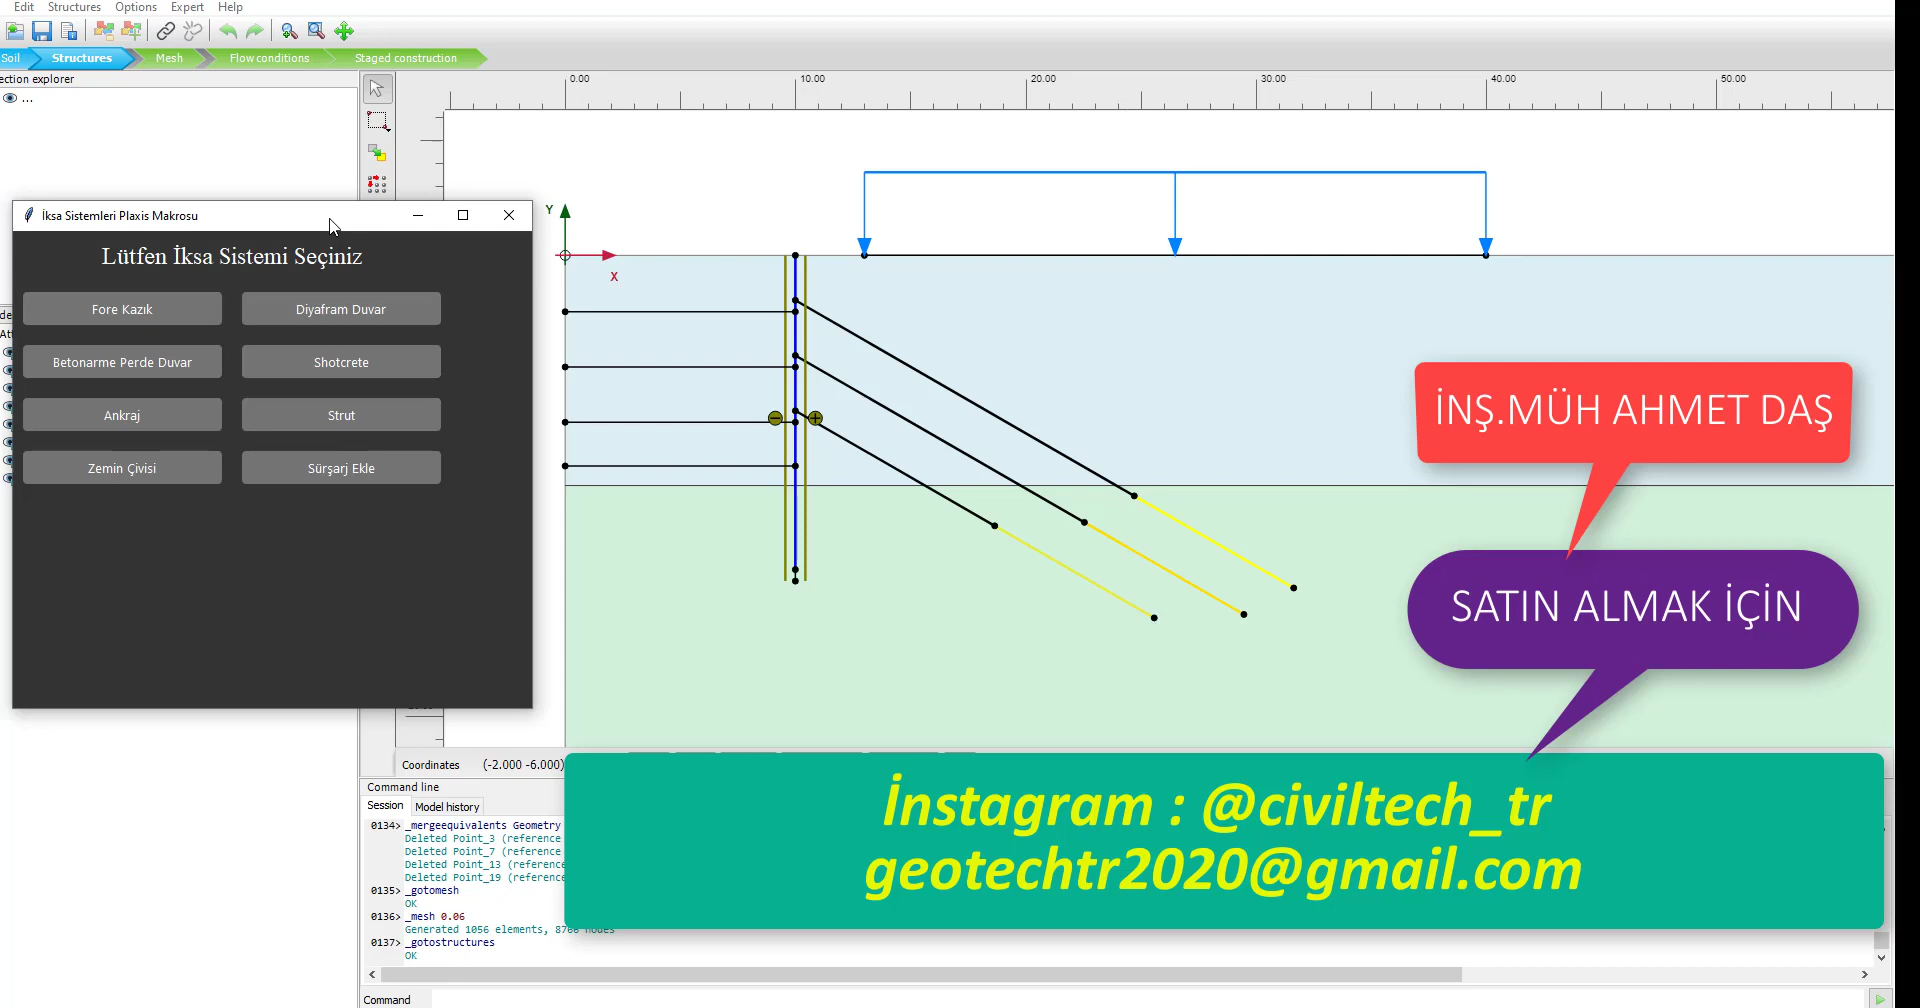 Edit Structures Options Expert Help
Soil Structures Mesh Flow conditions Staged construction
ection explorer
...
0.00 10.00 20.00 30.00 40.00 50.00
İksa Sistemleri Plaxis Makrosu
Lütfen İksa Sistemi Seçiniz
Fore Kazık Diyafram Duvar
Betonarme Perde Duvar Shotcrete
Ankraj Strut
Zemin Çivisi Sürşarj Ekle
Y
X
İNŞ.MÜH AHMET DAŞ
SATIN ALMAK İÇİN
İnstagram : @civiltech_tr
geotechtr2020@gmail.com
Coordinates (-2.000 -6.000)
Command line
Session Model history
0134> _mergeequivalents Geometry
Deleted Point_3 (reference
Deleted Point_7 (reference
Deleted Point_13 (reference
Deleted Point_19 (reference
0135> _gotomesh
OK
0136> _mesh 0.06
Generated 1056 elements, nodes
0137> _gotostructures
OK
Command